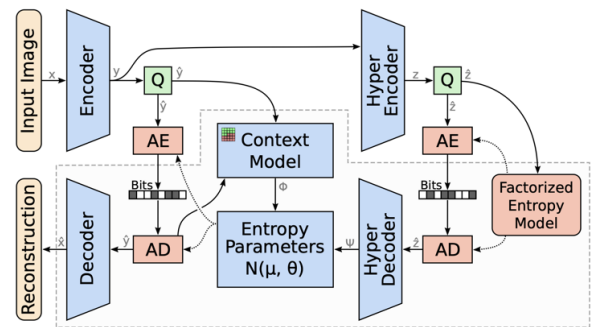 Input Image
x
Encoder
y
Q
ŷ
ŷ
AE
Bits
AD
ŷ
Decoder
x̂
Reconstruction
Context
Model
Φ
Entropy
Parameters
N(μ, θ)
Ψ
Hyper
Encoder
z
Q
ẑ
ẑ
AE
Bits
AD
ẑ
Hyper
Decoder
Factorized
Entropy
Model